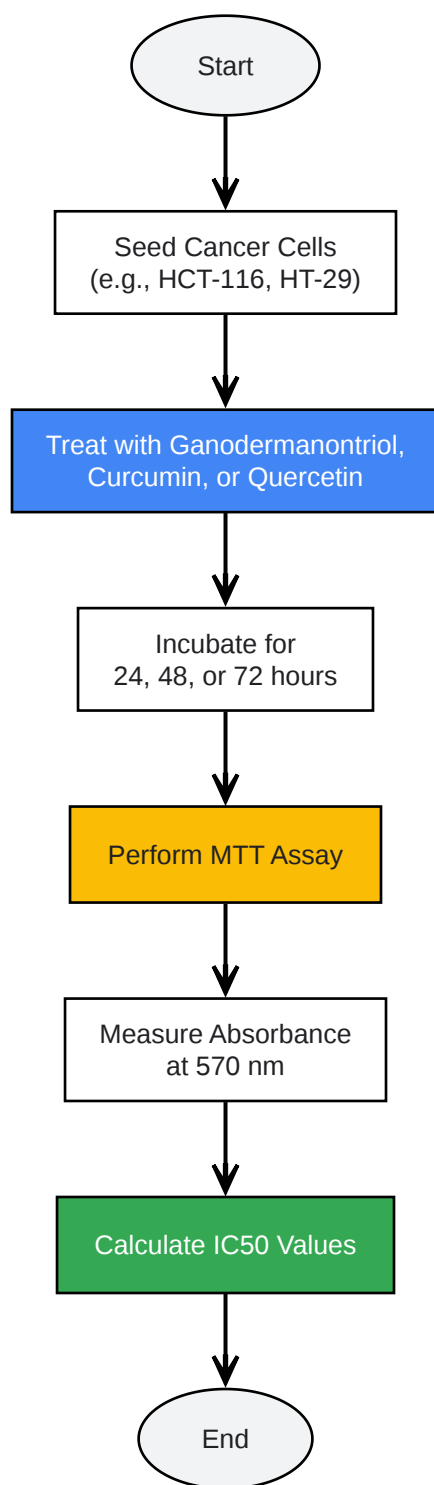 Start
Seed Cancer Cells
(e.g., HCT-116, HT-29)
Treat with Ganodermanontriol,
Curcumin, or Quercetin
Incubate for
24, 48, or 72 hours
Perform MTT Assay
Measure Absorbance
at 570 nm
Calculate IC50 Values
End